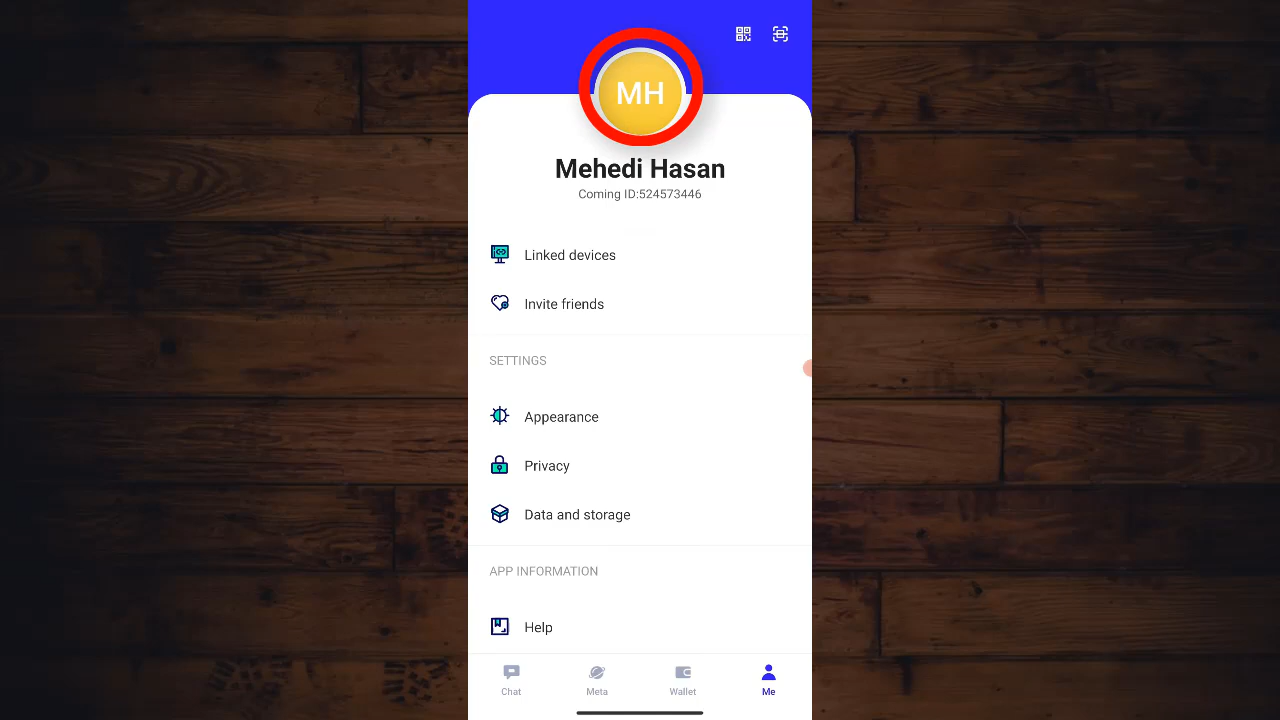 MH
Mehedi Hasan
Coming ID:524573446
Linked devices
Invite friends
SETTINGS
Appearance
Privacy
Data and storage
APP INFORMATION
Help
Chat Meta Wallet Me